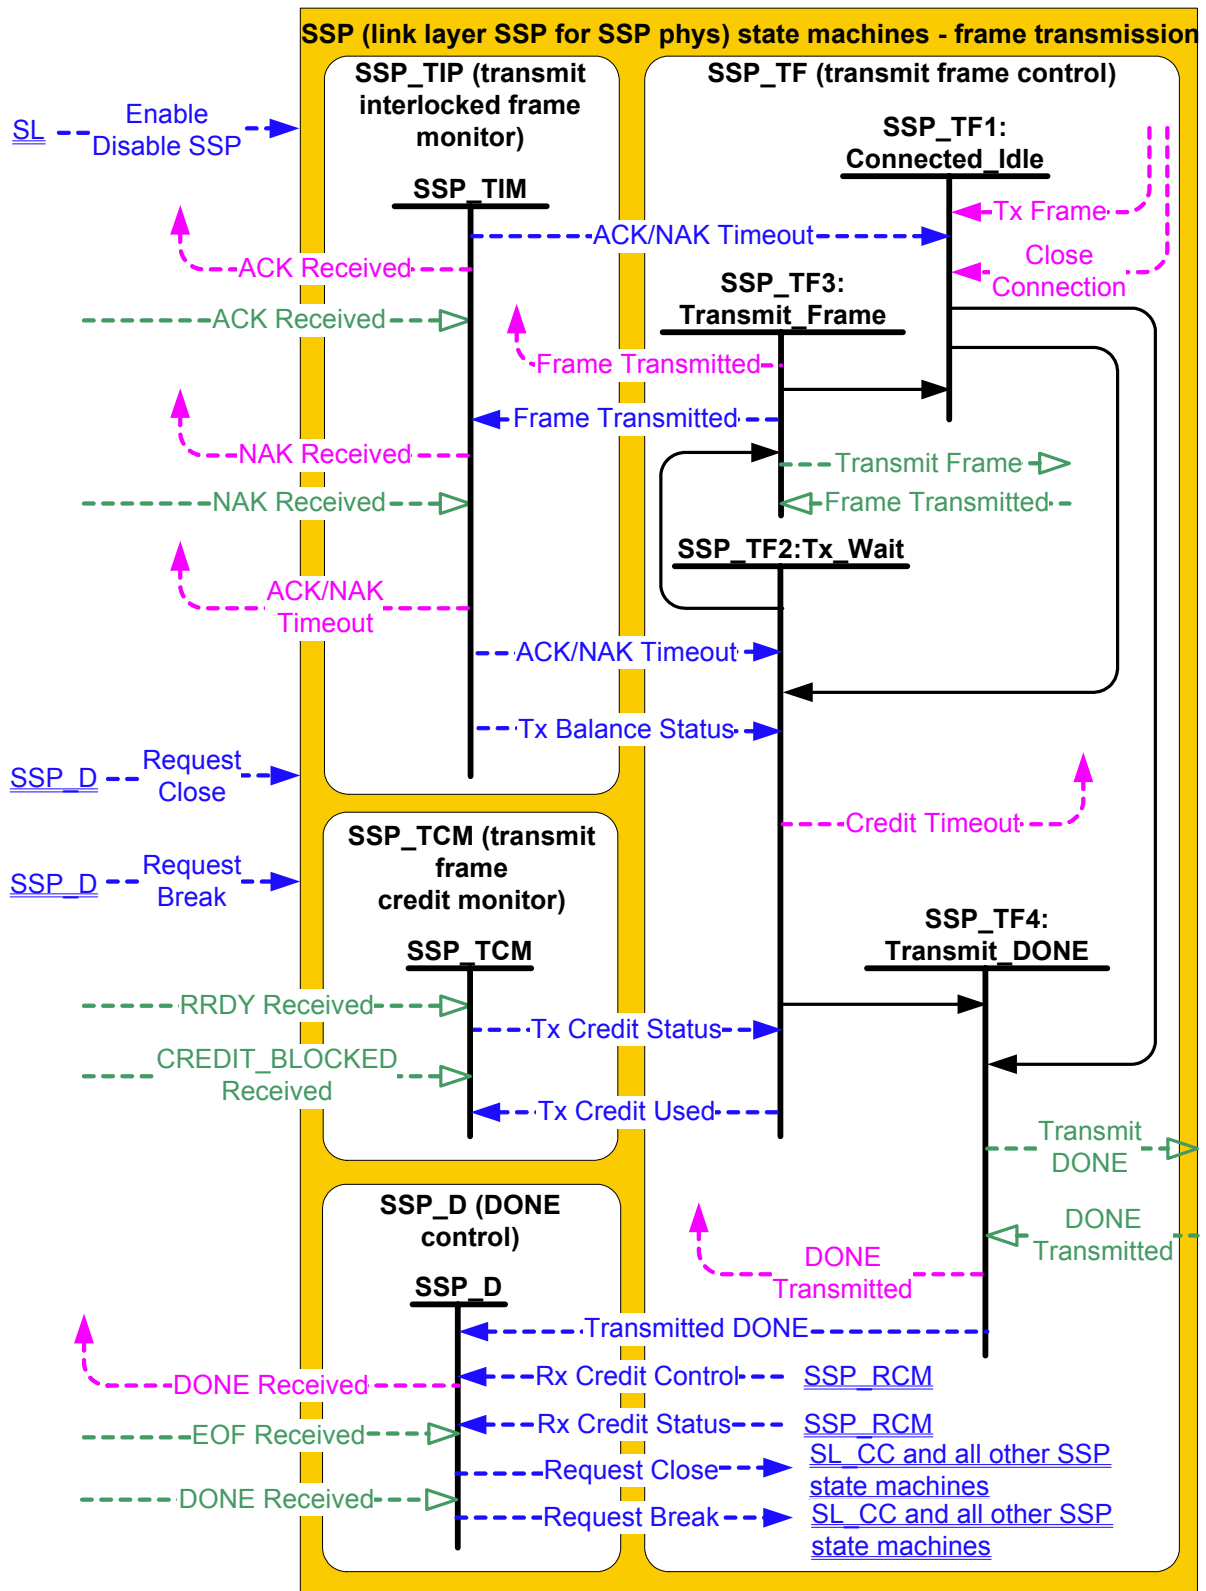 SSP (link layer SSP for SSP phys) state machines - frame transmission
SSP_TIP (transmit
interlocked frame
monitor)
SSP_TF (transmit frame control)
SL
Enable
Disable SSP
SSP_TF1:
Connected_Idle
SSP_TIM
Tx Frame
ACK/NAK Timeout
Close
Connection
ACK Received
SSP_TF3:
Transmit_Frame
ACK Received
Frame Transmitted
Frame Transmitted
NAK Received
Transmit Frame
NAK Received
Frame Transmitted
SSP_TF2:Tx_Wait
ACK/NAK
Timeout
ACK/NAK Timeout
Tx Balance Status
SSP_D
Request
Close
Credit Timeout
SSP_TCM (transmit
frame
credit monitor)
SSP_D
Request
Break
SSP_TF4:
Transmit_DONE
SSP_TCM
RRDY Received
Tx Credit Status
CREDIT_BLOCKED
Received
Tx Credit Used
Transmit
DONE
SSP_D (DONE
control)
DONE
Transmitted
DONE
Transmitted
SSP_D
Transmitted DONE
Rx Credit Control
SSP_RCM
DONE Received
Rx Credit Status
SSP_RCM
EOF Received
Request Close
SL_CC and all other SSP
state machines
DONE Received
Request Break
SL_CC and all other SSP
state machines